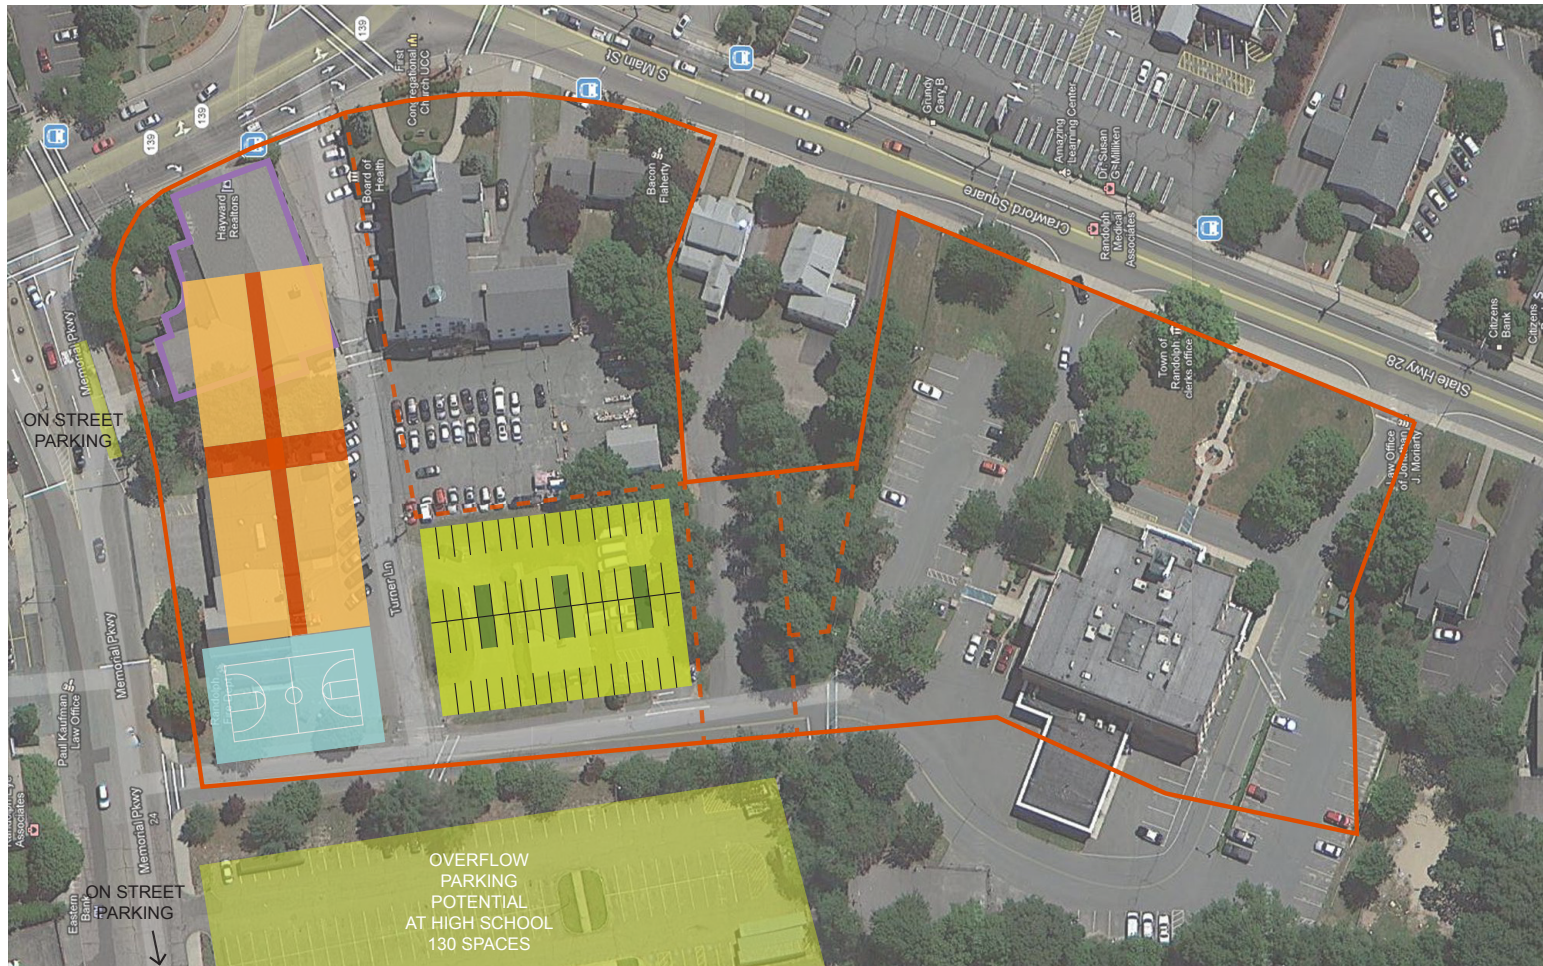 139
139
139
First
Congregational
Church UCC
S Main St
Grundy
Gary B
Amazing
Learning Center
Dr. Susan
G. Milliken
Board of
Health
Bacon
Flaherty
Hayward
Realtors
Crawford Square
Randolph
Medical
Associates
Citizens
Bank
Citizens
Town of
Randolph
clerks office
State Hwy 28
Memorial Pkwy
ON STREET
PARKING
Law Office
of Jonathan
J. Moriarty
Turner Ln
Memorial Pkwy
Paul Kaufman
Law Office
Randolph
Memorial Pkwy
24
Associates
OVERFLOW
PARKING
POTENTIAL
AT HIGH SCHOOL
130 SPACES
ON STREET
PARKING
Eastern
Bank